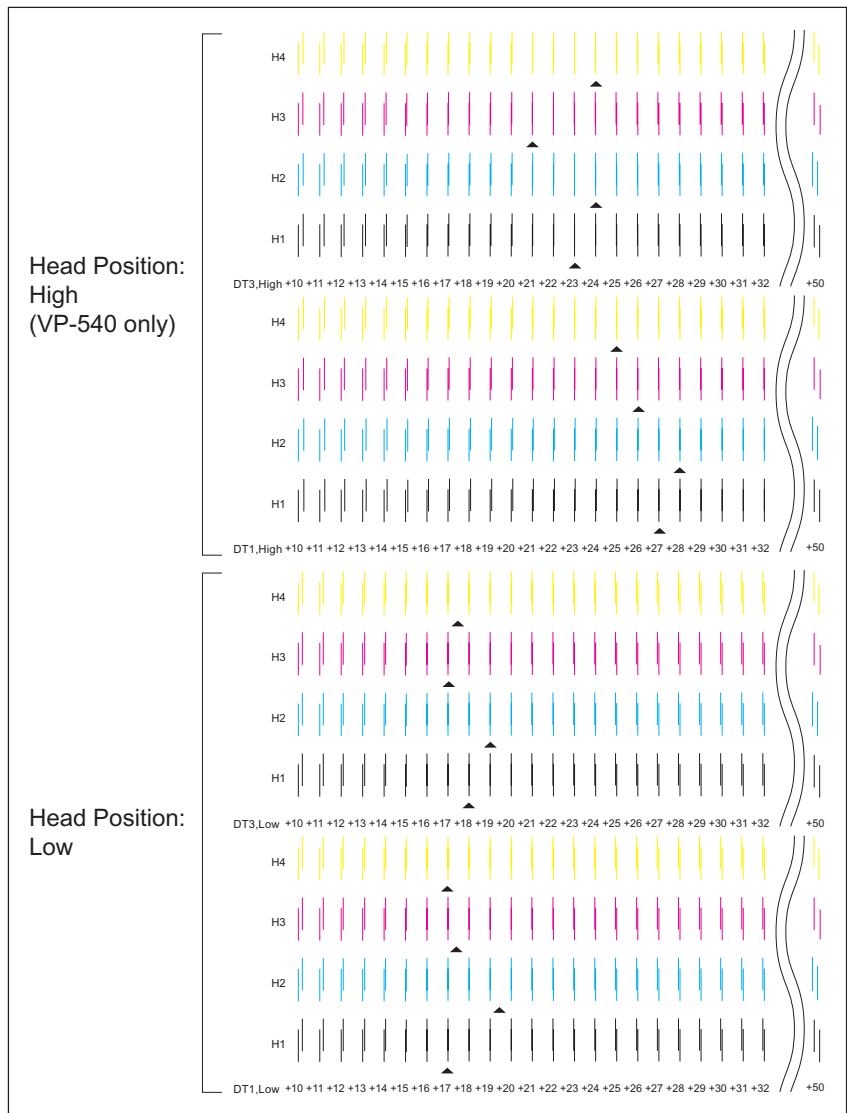 H4
H3
H2
H1
Head Position:
High
(VP-540 only)
DT3,High +10 +11 +12 +13 +14 +15 +16 +17 +18 +19 +20 +21 +22 +23 +24 +25 +26 +27 +28 +29 +30 +31 +32 +50
H4
H3
H2
H1
DT1,High +10 +11 +12 +13 +14 +15 +16 +17 +18 +19 +20 +21 +22 +23 +24 +25 +26 +27 +28 +29 +30 +31 +32 +50
H4
H3
H2
H1
Head Position:
Low
DT3,Low +10 +11 +12 +13 +14 +15 +16 +17 +18 +19 +20 +21 +22 +23 +24 +25 +26 +27 +28 +29 +30 +31 +32 +50
H4
H3
H2
H1
DT1,Low +10 +11 +12 +13 +14 +15 +16 +17 +18 +19 +20 +21 +22 +23 +24 +25 +26 +27 +28 +29 +30 +31 +32 +50